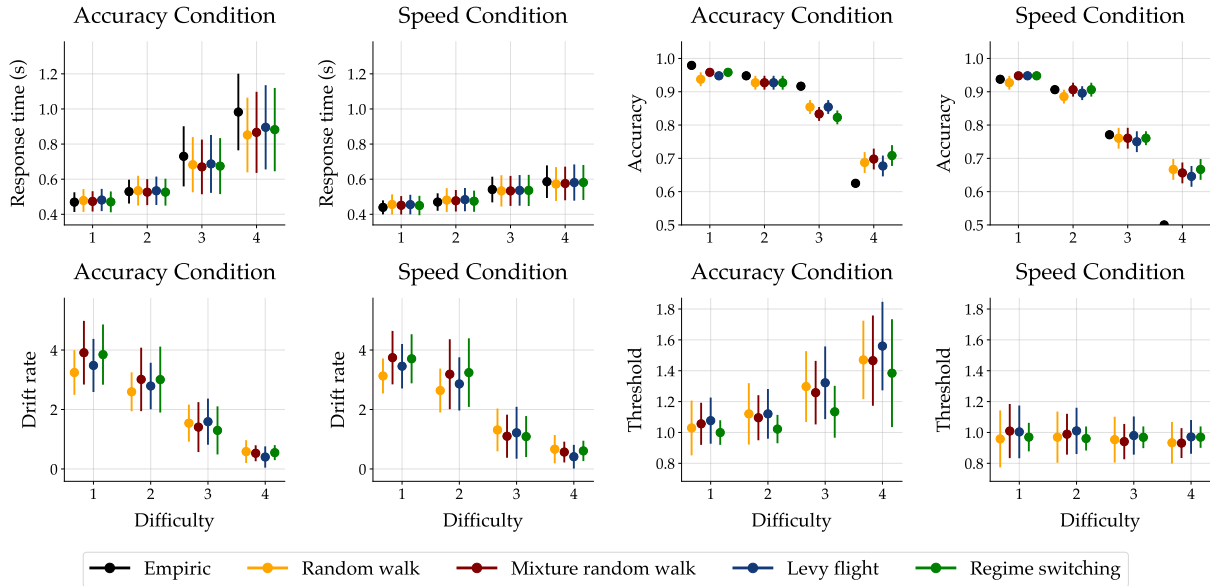 Accuracy Condition
Speed Condition
Accuracy Condition
Speed Condition
Response time (s)
1.2
1.0
0.8
0.6
0.4
1 2 3 4
Response time (s)
1.2
1.0
0.8
0.6
0.4
1 2 3 4
Accuracy
1.0
0.9
0.8
0.7
0.6
0.5
1 2 3 4
Accuracy
1.0
0.9
0.8
0.7
0.6
0.5
1 2 3 4
Accuracy Condition
Speed Condition
Accuracy Condition
Speed Condition
Drift rate
4
2
0
1 2 3 4
Difficulty
Drift rate
4
2
0
1 2 3 4
Difficulty
Threshold
1.8
1.6
1.4
1.2
1.0
0.8
1 2 3 4
Difficulty
Threshold
1.8
1.6
1.4
1.2
1.0
0.8
1 2 3 4
Difficulty
Empiric Random walk Mixture random walk Levy flight Regime switching